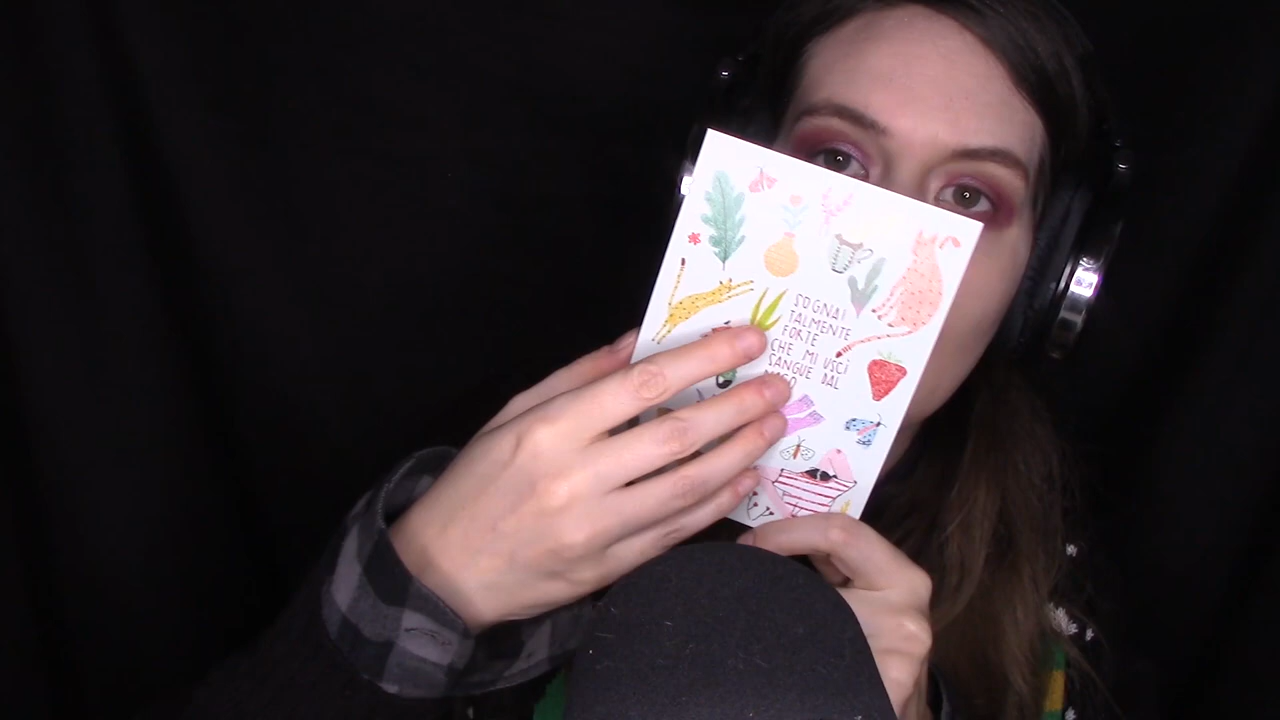 SOGNAI
TALMENTE
FORTE
CHE MI USCÌ
SANGUE DAL